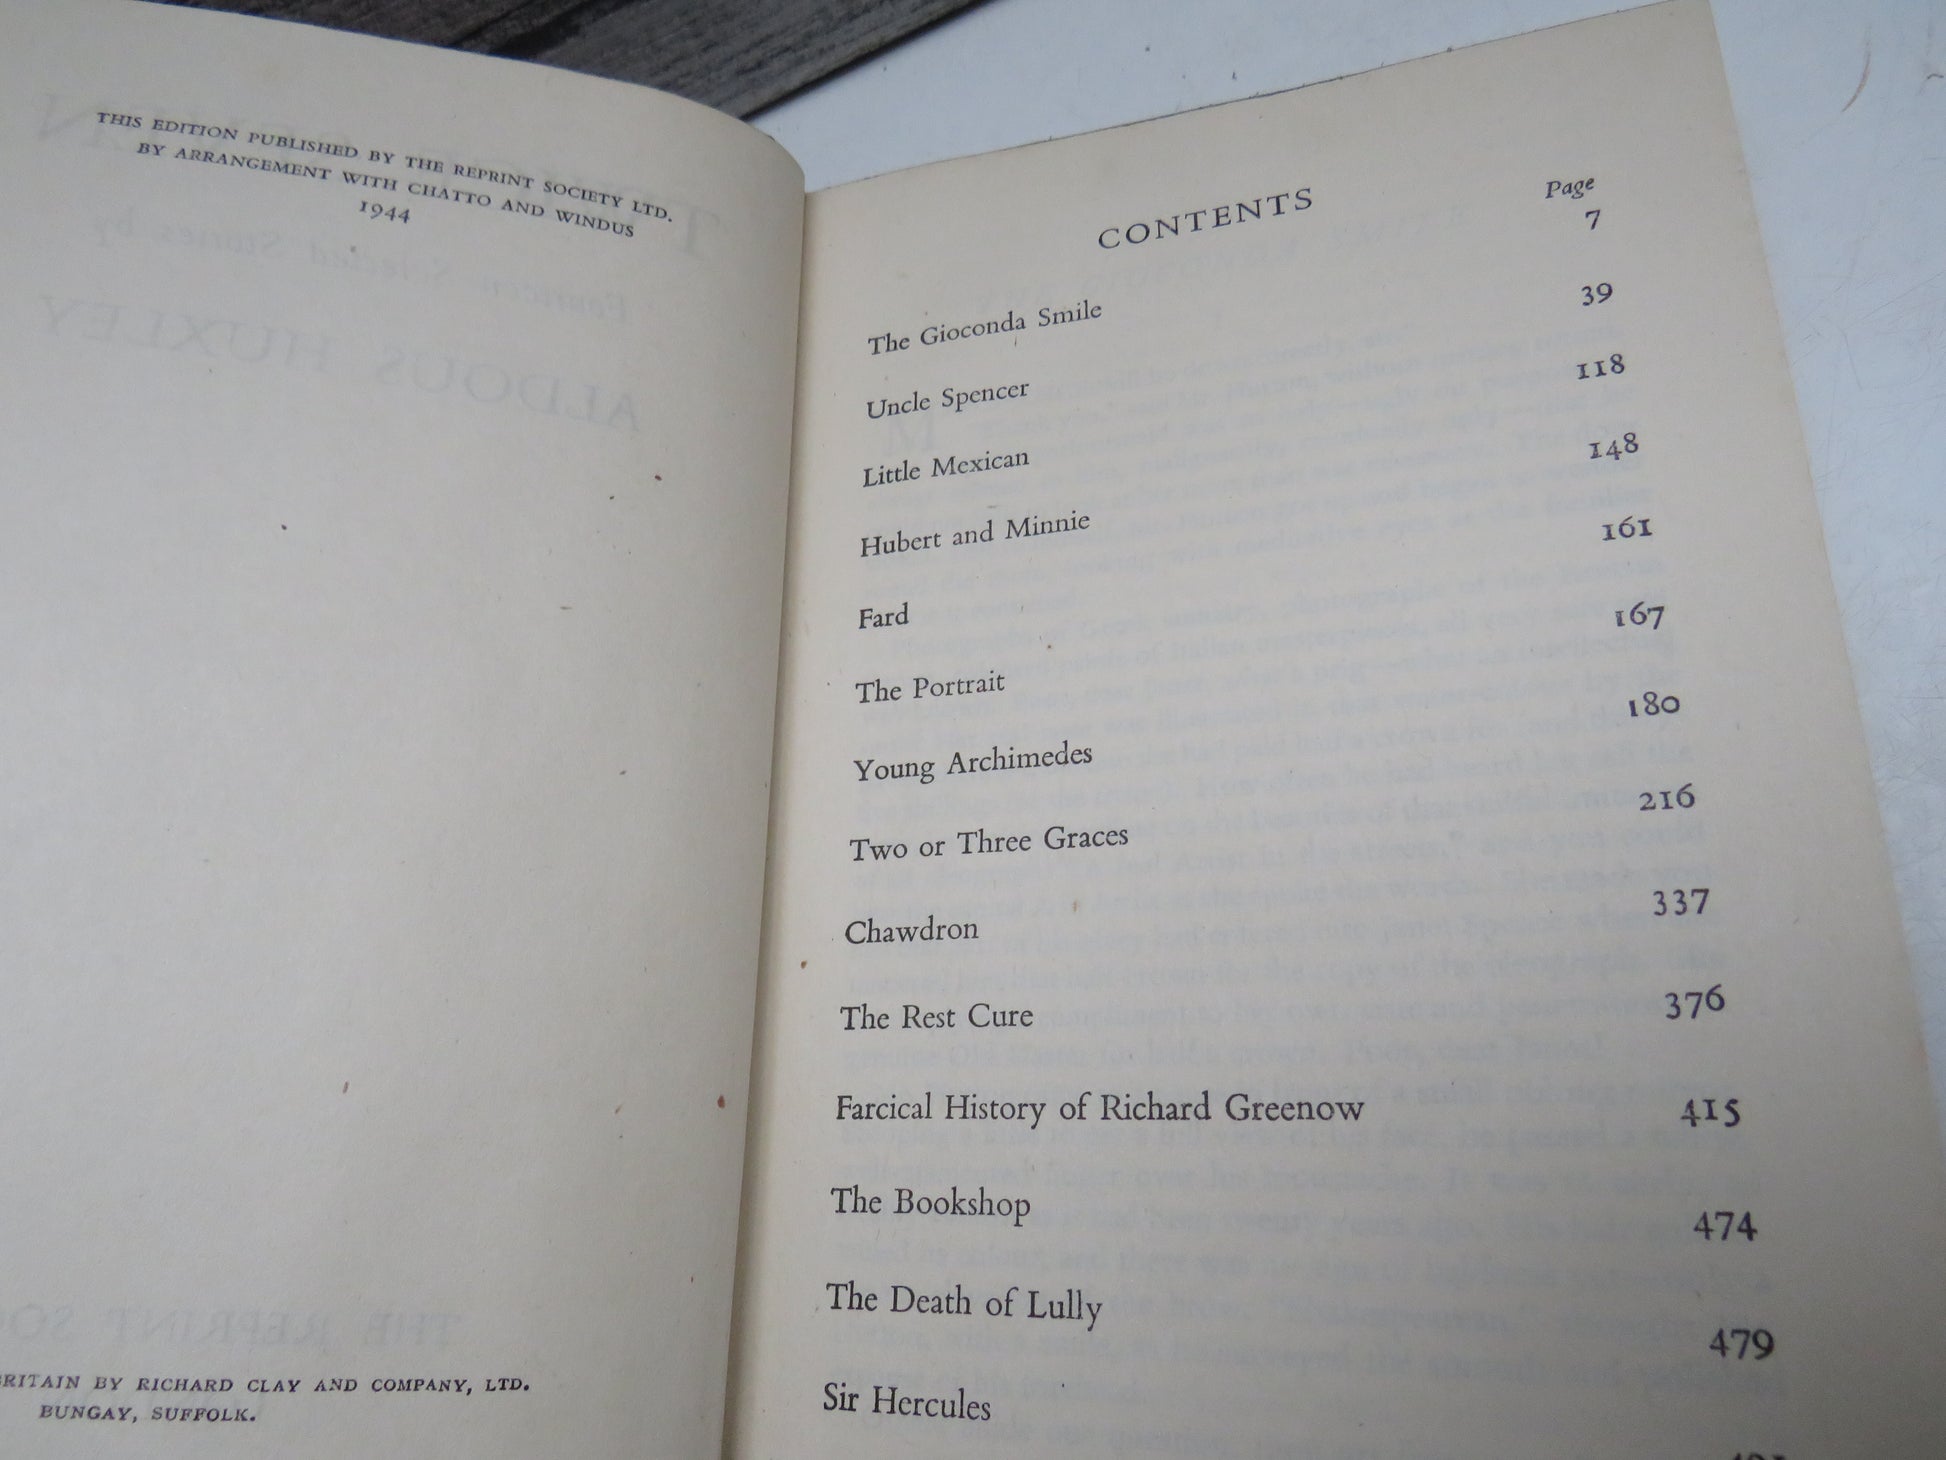 THIS EDITION PUBLISHED BY THE REPRINT SOCIETY LTD.
BY ARRANGEMENT WITH CHATTO AND WINDUS
1944
BRITAIN BY RICHARD CLAY AND COMPANY, LTD.
BUNGAY, SUFFOLK.
CONTENTS
Page
The Gioconda Smile 7
Uncle Spencer 39
Little Mexican 118
Hubert and Minnie 148
Fard 161
The Portrait 167
Young Archimedes 180
Two or Three Graces 216
Chawdron 337
The Rest Cure 376
Farcical History of Richard Greenow 415
The Bookshop 474
The Death of Lully 479
Sir Hercules